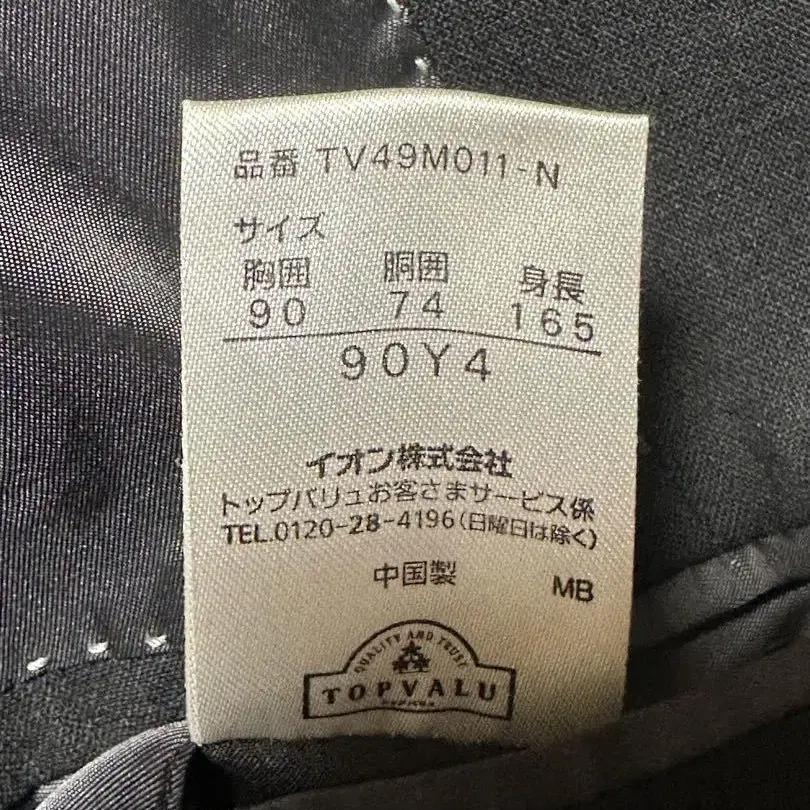 品番 TV49M011-N
サイズ
胸囲 胴囲 身長
90 74 165
90Y4
イオン株式会社
トップバリュお客さまサービス係
TEL.0120-28-4196(日曜日は除く)
中国製 MB
QUALITY AND TRUST
TOPVALU